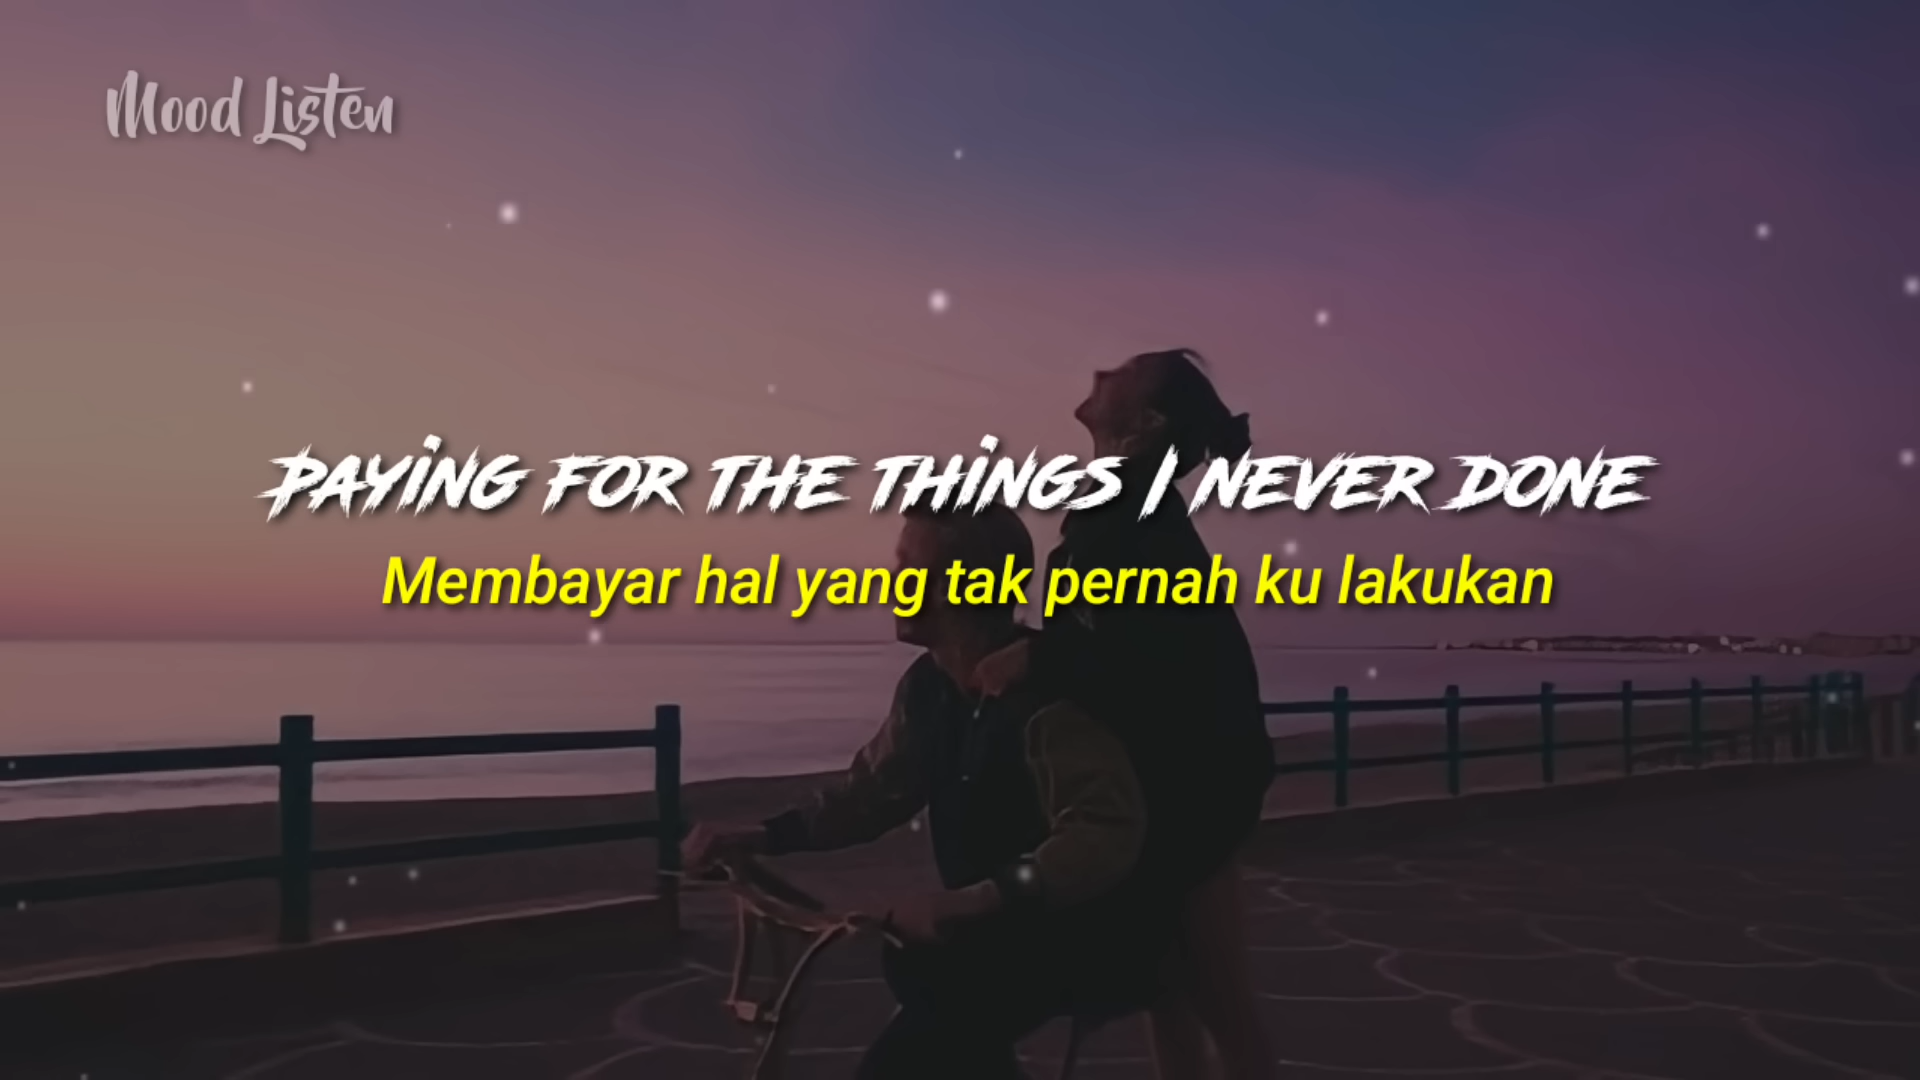 Mood Listen
PAYING FOR THE THINGS I NEVER DONE
Membayar hal yang tak pernah ku lakukan